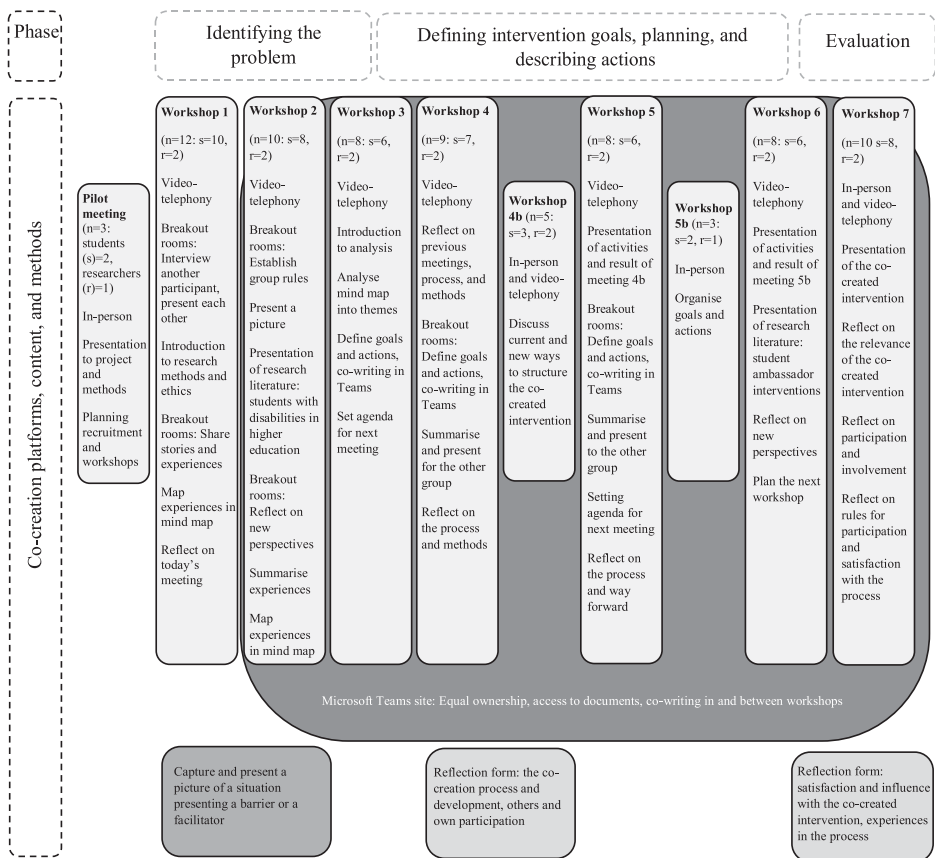 Phase
Identifying the
problem
Defining intervention goals, planning, and
describing actions
Evaluation
Co-creation platforms, content, and methods
Pilot
meeting
(n=3:
students
(s)=2,
researchers
(r)=1)
In-person
Presentation
to project
and
methods
Planning
recruitment
and
workshops
Workshop 1
(n=12: s=10,
r=2)
Video-
telephony
Breakout
rooms:
Interview
another
participant,
present each
other
Introduction
to research
methods and
ethics
Breakout
rooms: Share
stories and
experiences
Map
experiences in
mind map
Reflect on
today’s
meeting
Workshop 2
(n=10: s=8,
r=2)
Video-
telephony
Breakout
rooms:
Establish
group rules
Present a
picture
Presentation
of research
literature:
students with
disabilities in
higher
education
Breakout
rooms:
Reflect on
new
perspectives
Summarise
experiences
Map
experiences
in mind map
Workshop 3
(n=8: s=6,
r=2)
Video-
telephony
Introduction
to analysis
Analyse
mind map
into themes
Define goals
and actions,
co-writing in
Teams
Set agenda
for next
meeting
Workshop 4
(n=9: s=7,
r=2)
Video-
telephony
Reflect on
previous
meetings,
process, and
methods
Breakout
rooms:
Define goals
and actions,
co-writing in
Teams
Summarise
and present
for the other
group
Reflect on
the process
and methods
Workshop
4b (n=5:
s=3, r=2)
In-person
and video-
telephony
Discuss
current and
new ways
to structure
the co-
created
intervention
Workshop 5
(n=8: s=6,
r=2)
Video-
telephony
Presentation
of activities
and result of
meeting 4b
Breakout
rooms:
Define goals
and actions,
co-writing in
Teams
Summarise
and present
to the other
group
Setting
agenda for
next meeting
Reflect on
the process
and way
forward
Workshop
5b (n=3:
s=2, r=1)
In-person
Organise
goals and
actions
Workshop 6
(n=8: s=6,
r=2)
Video-
telephony
Presentation
of activities
and result of
meeting 5b
Presentation
of research
literature:
student
ambassador
interventions
Reflect on
new
perspectives
Plan the next
workshop
Workshop 7
(n=10 s=8,
r=2)
In-person
and video-
telephony
Presentation
of the co-
created
intervention
Reflect on
the relevance
of the co-
created
intervention
Reflect on
participation
and
involvement
Reflect on
rules for
participation
and
satisfaction
with the
process
Microsoft Teams site: Equal ownership, access to documents, co-writing in and between workshops
Capture and present a
picture of a situation
presenting a barrier or a
facilitator
Reflection form: the co-
creation process and
development, others and
own participation
Reflection form:
satisfaction and influence
with the co-created
intervention, experiences
in the process